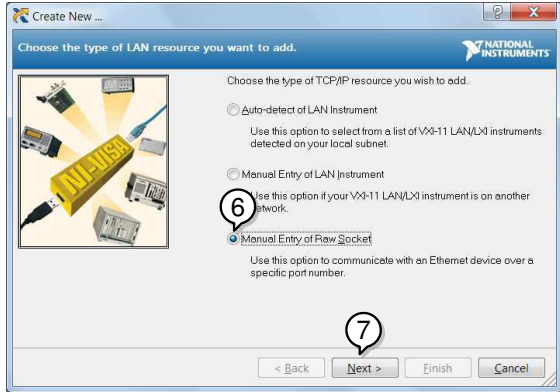 Create New ...
Choose the type of LAN resource you want to add.
NATIONAL
INSTRUMENTS
NI-VISA
Choose the type of TCP/IP resource you wish to add.
Auto-detect of LAN Instrument
Use this option to select from a list of VXI-11 LAN/LXI instruments
detected on your local subnet.
Manual Entry of LAN Instrument
Use this option if your VXI-11 LAN/LXI instrument is on another
network.
6
Manual Entry of Raw Socket
Use this option to communicate with an Ethernet device over a
specific port number.
7
< Back
Next >
Finish
Cancel